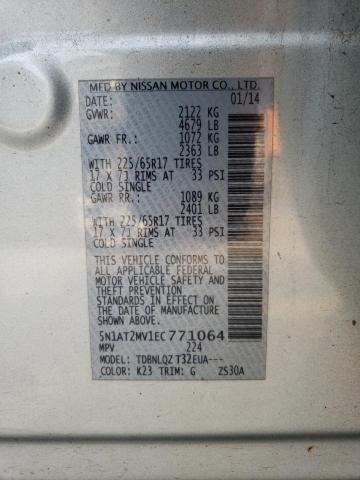 MFD BY NISSAN MOTOR CO., LTD.
DATE: 01/14
GVWR: 2122 KG
4679 LB
GAWR FR.: 1072 KG
2363 LB
WITH 225/65R17 TIRES
17 X 7J RIMS AT 33 PSI
COLD SINGLE
GAWR RR.: 1089 KG
2401 LB
WITH 225/65R17 TIRES
17 X 7J RIMS AT 33 PSI
COLD SINGLE
THIS VEHICLE CONFORMS TO
ALL APPLICABLE FEDERAL
MOTOR VEHICLE SAFETY AND
THEFT PREVENTION
STANDARDS IN EFFECT ON
THE DATE OF MANUFACTURE
SHOWN ABOVE.
5N1AT2MV1EC771064
MPV 224
MODEL: TDBNLQZ T32EUA---
COLOR: K23 TRIM: G ZS30A